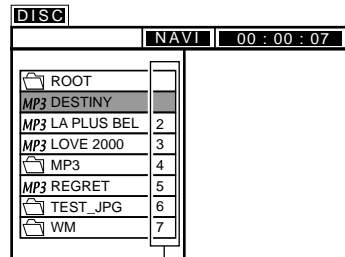 DISC
NAVI 00 : 00 : 07
ROOT
MP3 DESTINY
MP3 LA PLUS BEL 2
MP3 LOVE 2000 3
MP3 4
MP3 REGRET 5
TEST_JPG 6
WM 7